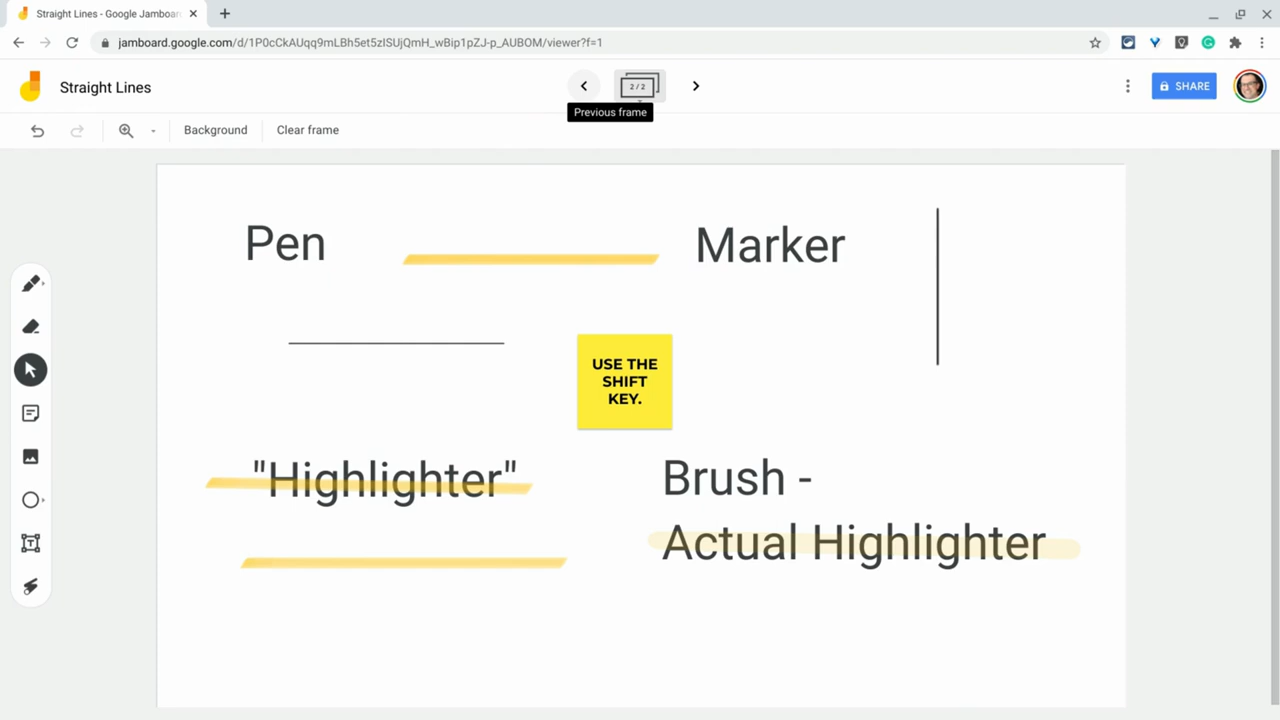 Straight Lines - Google Jamboar
jamboard.google.com/d/1P0cCkAUqq9mLBh5et5zISUjQmH_wBip1pZJ-p_AUBOM/viewer?f=1
Straight Lines
2 / 2
SHARE
Previous frame
Background
Clear frame
Pen
Marker
USE THE
SHIFT
KEY.
"Highlighter"
Brush -
Actual Highlighter